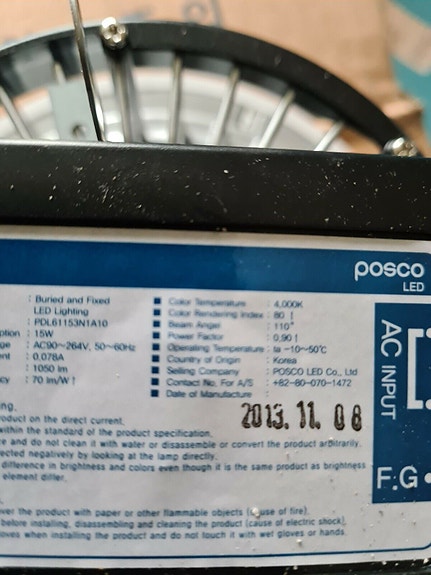 posco
LED
: Buried and Fixed
LED Lighting
: PDL61153N1A10
ption : 15W
ge : AC90~264V, 50~60Hz
ent : 0.078A
: 1050 lm
cy : 70 lm/W↑
Color Temperature : 4,000K
Color Rendering Index : 80↑
Beam Angel : 110°
Power Factor : 0.90↑
Operating Temperature : ta -10~50℃
Country of Origin : Korea
Selling Company : POSCO LED Co., Ltd
Contact No. For A/S : +82-80-070-1472
Date of Manufacture :
2013.11.08
AC INPUT
F.G
ng.
roduct on the direct current.
within the standard of the product specification.
re and do not clean it with water or disassemble or convert the product arbitrarily.
ected negatively by looking at the lamp directly.
difference in brightness and colors even though it is the same product as brightness
element differ.
over the product with paper or other flammable objects (cause of fire).
before installing, disassembling and cleaning the product (cause of electric shock).
oves when installing the product and do not touch it with wet gloves or hands.